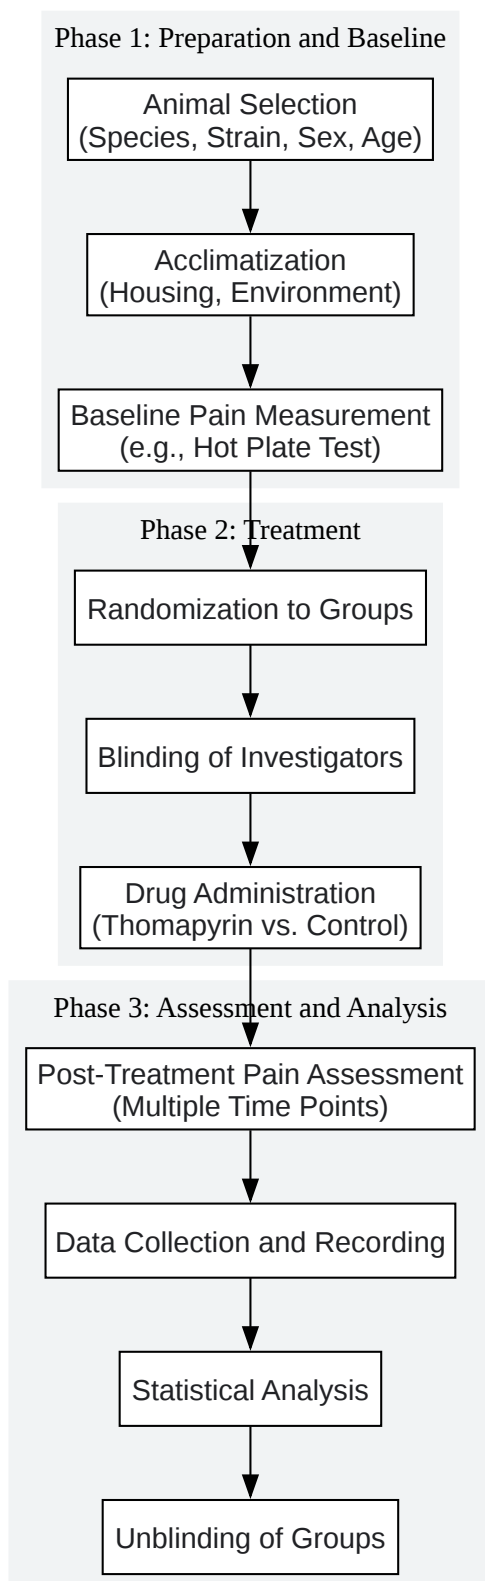 Phase 1: Preparation and Baseline
Animal Selection
(Species, Strain, Sex, Age)
Acclimatization
(Housing, Environment)
Baseline Pain Measurement
(e.g., Hot Plate Test)
Phase 2: Treatment
Randomization to Groups
Blinding of Investigators
Drug Administration
(Thomapyrin vs. Control)
Phase 3: Assessment and Analysis
Post-Treatment Pain Assessment
(Multiple Time Points)
Data Collection and Recording
Statistical Analysis
Unblinding of Groups